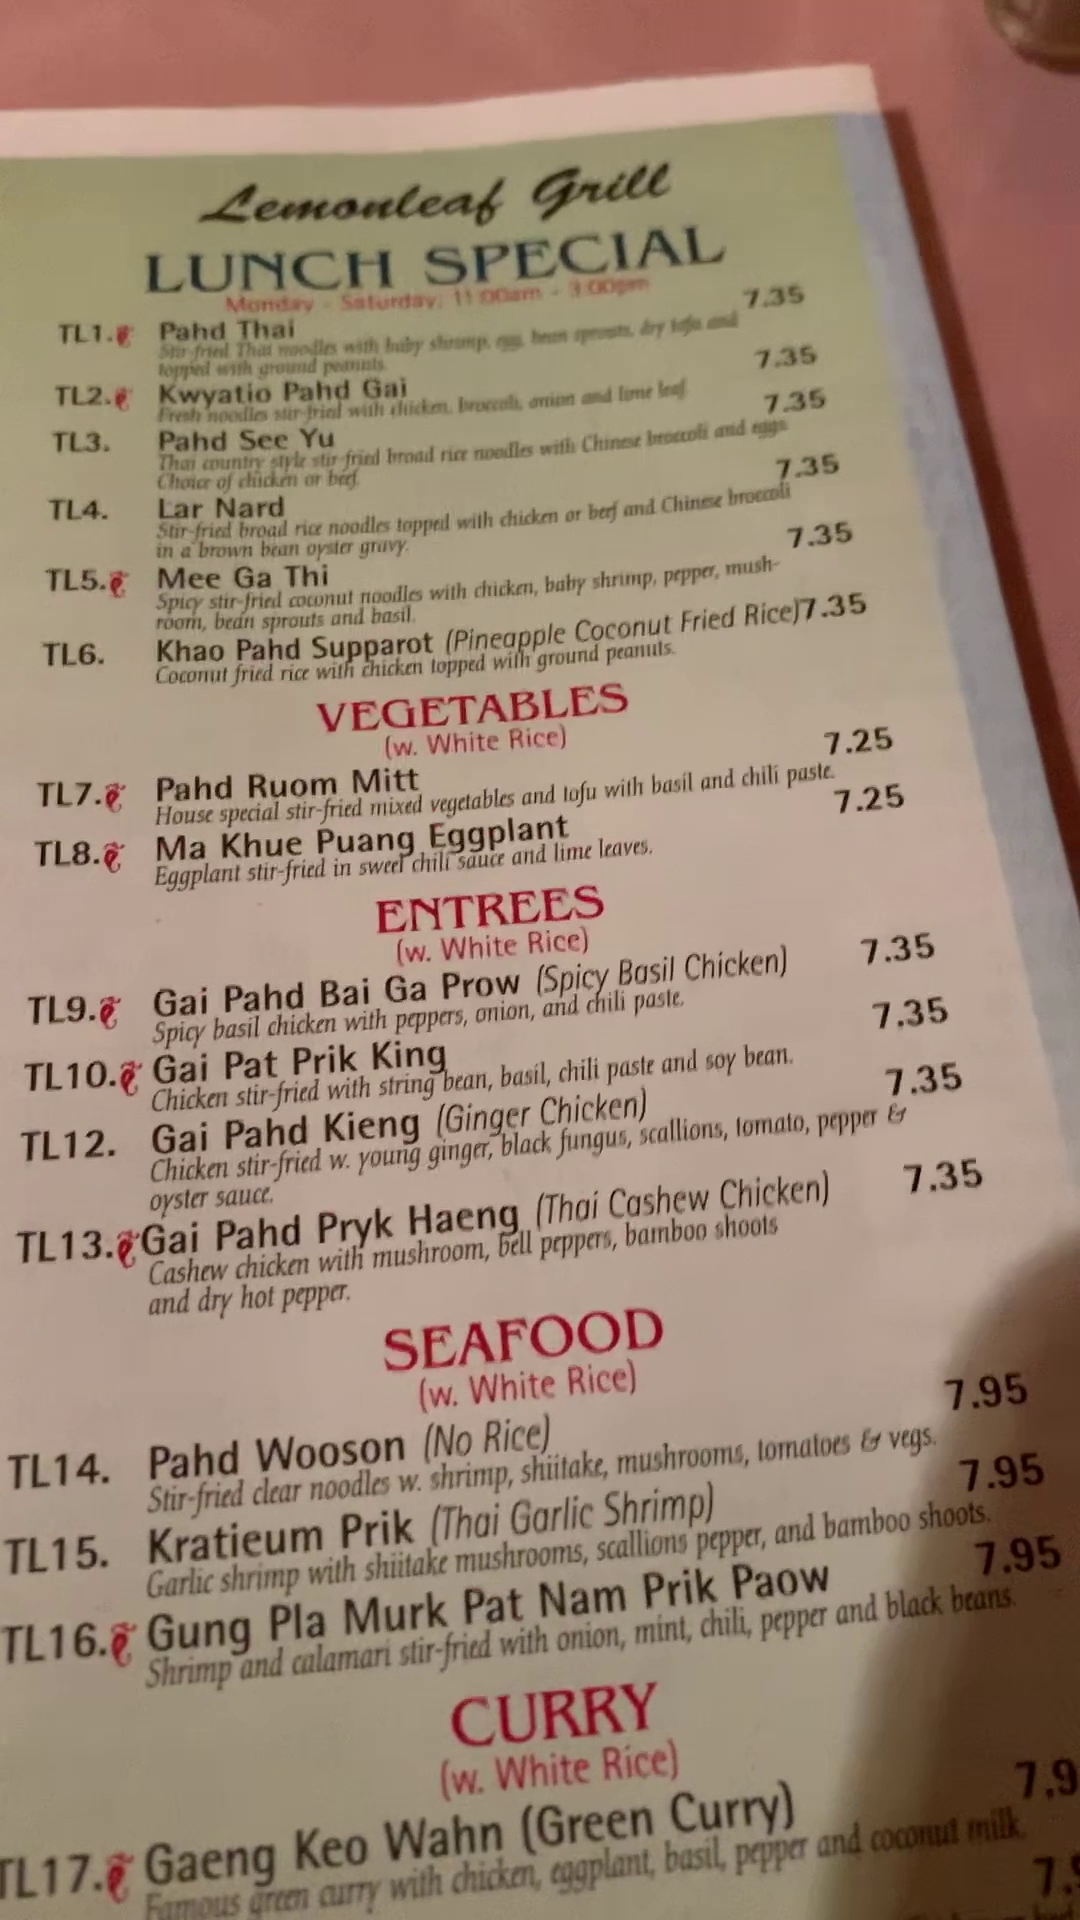 Lemonleaf Grill
LUNCH SPECIAL
Monday - Saturday: 11:00am - 3:00pm
TL1. Pahd Thai 7.35
Stir-fried Thai noodles with baby shrimp, egg, bean sprouts, dry tofu and
topped with ground peanuts.
TL2. Kwyatio Pahd Gai 7.35
Fresh noodles stir-fried with chicken, broccoli, onion and lime leaf.
TL3. Pahd See Yu 7.35
Thai country style stir-fried broad rice noodles with Chinese broccoli and eggs.
Choice of chicken or beef.
TL4. Lar Nard 7.35
Stir-fried broad rice noodles topped with chicken or beef and Chinese broccoli
in a brown bean oyster gravy.
TL5. Mee Ga Thi 7.35
Spicy stir-fried coconut noodles with chicken, baby shrimp, pepper, mush-
room, bean sprouts and basil.
TL6. Khao Pahd Supparot (Pineapple Coconut Fried Rice) 7.35
Coconut fried rice with chicken topped with ground peanuts.
VEGETABLES
(w. White Rice)
TL7. Pahd Ruom Mitt 7.25
House special stir-fried mixed vegetables and tofu with basil and chili paste.
TL8. Ma Khue Puang Eggplant 7.25
Eggplant stir-fried in sweet chili sauce and lime leaves.
ENTREES
(w. White Rice)
TL9. Gai Pahd Bai Ga Prow (Spicy Basil Chicken) 7.35
Spicy basil chicken with peppers, onion, and chili paste.
TL10. Gai Pat Prik King 7.35
Chicken stir-fried with string bean, basil, chili paste and soy bean.
TL12. Gai Pahd Kieng (Ginger Chicken) 7.35
Chicken stir-fried w. young ginger, black fungus, scallions, tomato, pepper &
oyster sauce.
TL13. Gai Pahd Pryk Haeng (Thai Cashew Chicken) 7.35
Cashew chicken with mushroom, bell peppers, bamboo shoots
and dry hot pepper.
SEAFOOD
(w. White Rice)
TL14. Pahd Wooson (No Rice) 7.95
Stir-fried clear noodles w. shrimp, shiitake, mushrooms, tomatoes & vegs.
TL15. Kratieum Prik (Thai Garlic Shrimp) 7.95
Garlic shrimp with shiitake mushrooms, scallions pepper, and bamboo shoots.
TL16. Gung Pla Murk Pat Nam Prik Paow 7.95
Shrimp and calamari stir-fried with onion, mint, chili, pepper and black beans.
CURRY
(w. White Rice)
TL17. Gaeng Keo Wahn (Green Curry) 7.9
Famous green curry with chicken, eggplant, basil, pepper and coconut milk.